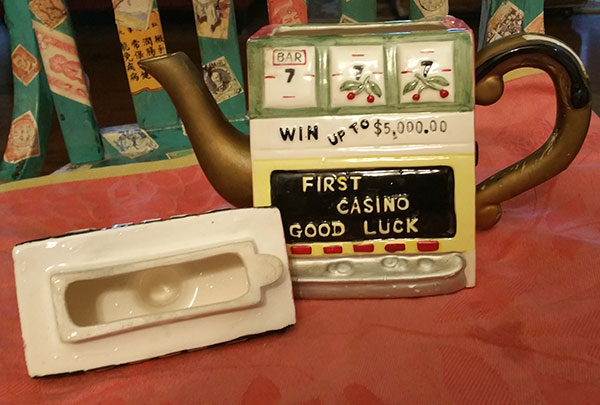 BAR
7 7 7
WIN UP TO $5,000.00
FIRST
CASINO
GOOD LUCK